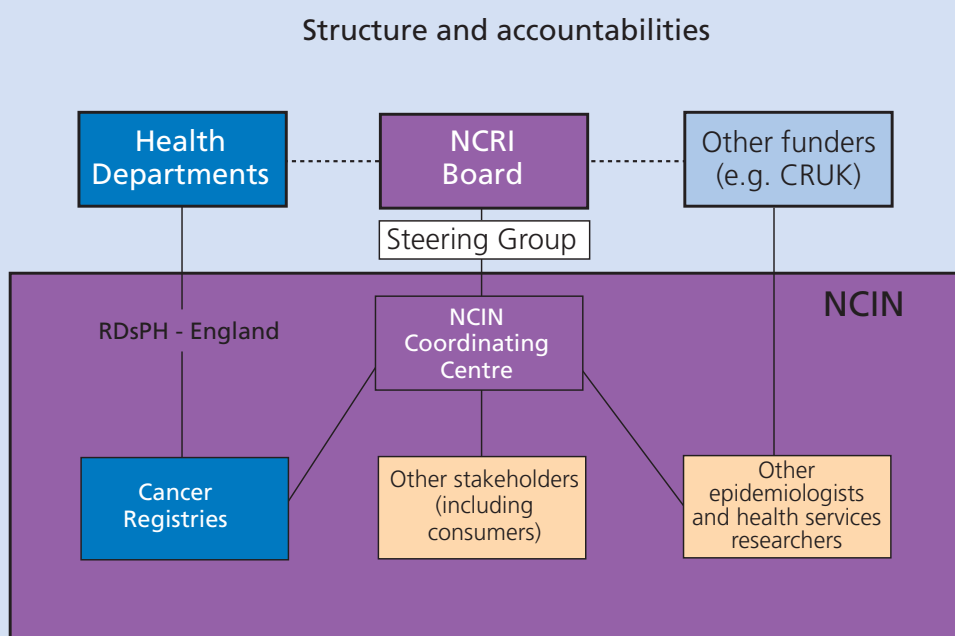 Structure and accountabilities
Health
Departments
NCRI
Board
Other funders
(e.g. CRUK)
Steering Group
NCIN
RDsPH - England
NCIN
Coordinating
Centre
Cancer
Registries
Other stakeholders
(including
consumers)
Other
epidemiologists
and health services
researchers